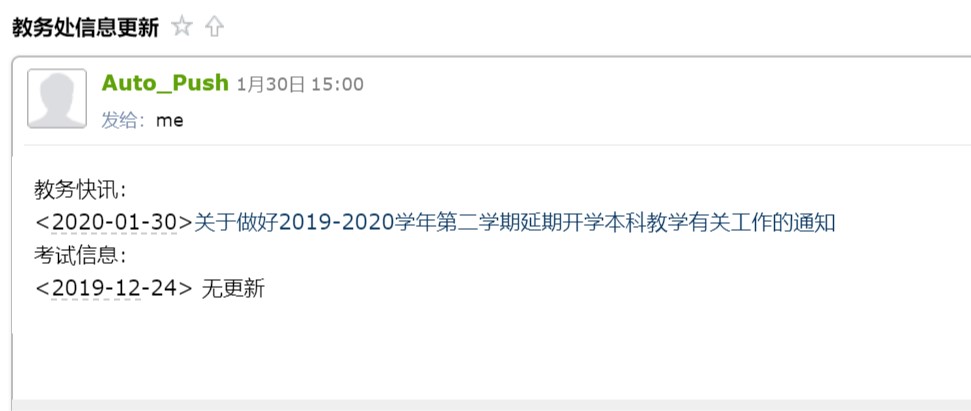 教务处信息更新
Auto_Push 1月30日 15:00
发给: me
教务快讯:
<2020-01-30>关于做好2019-2020学年第二学期延期开学本科教学有关工作的通知
考试信息:
<2019-12-24> 无更新